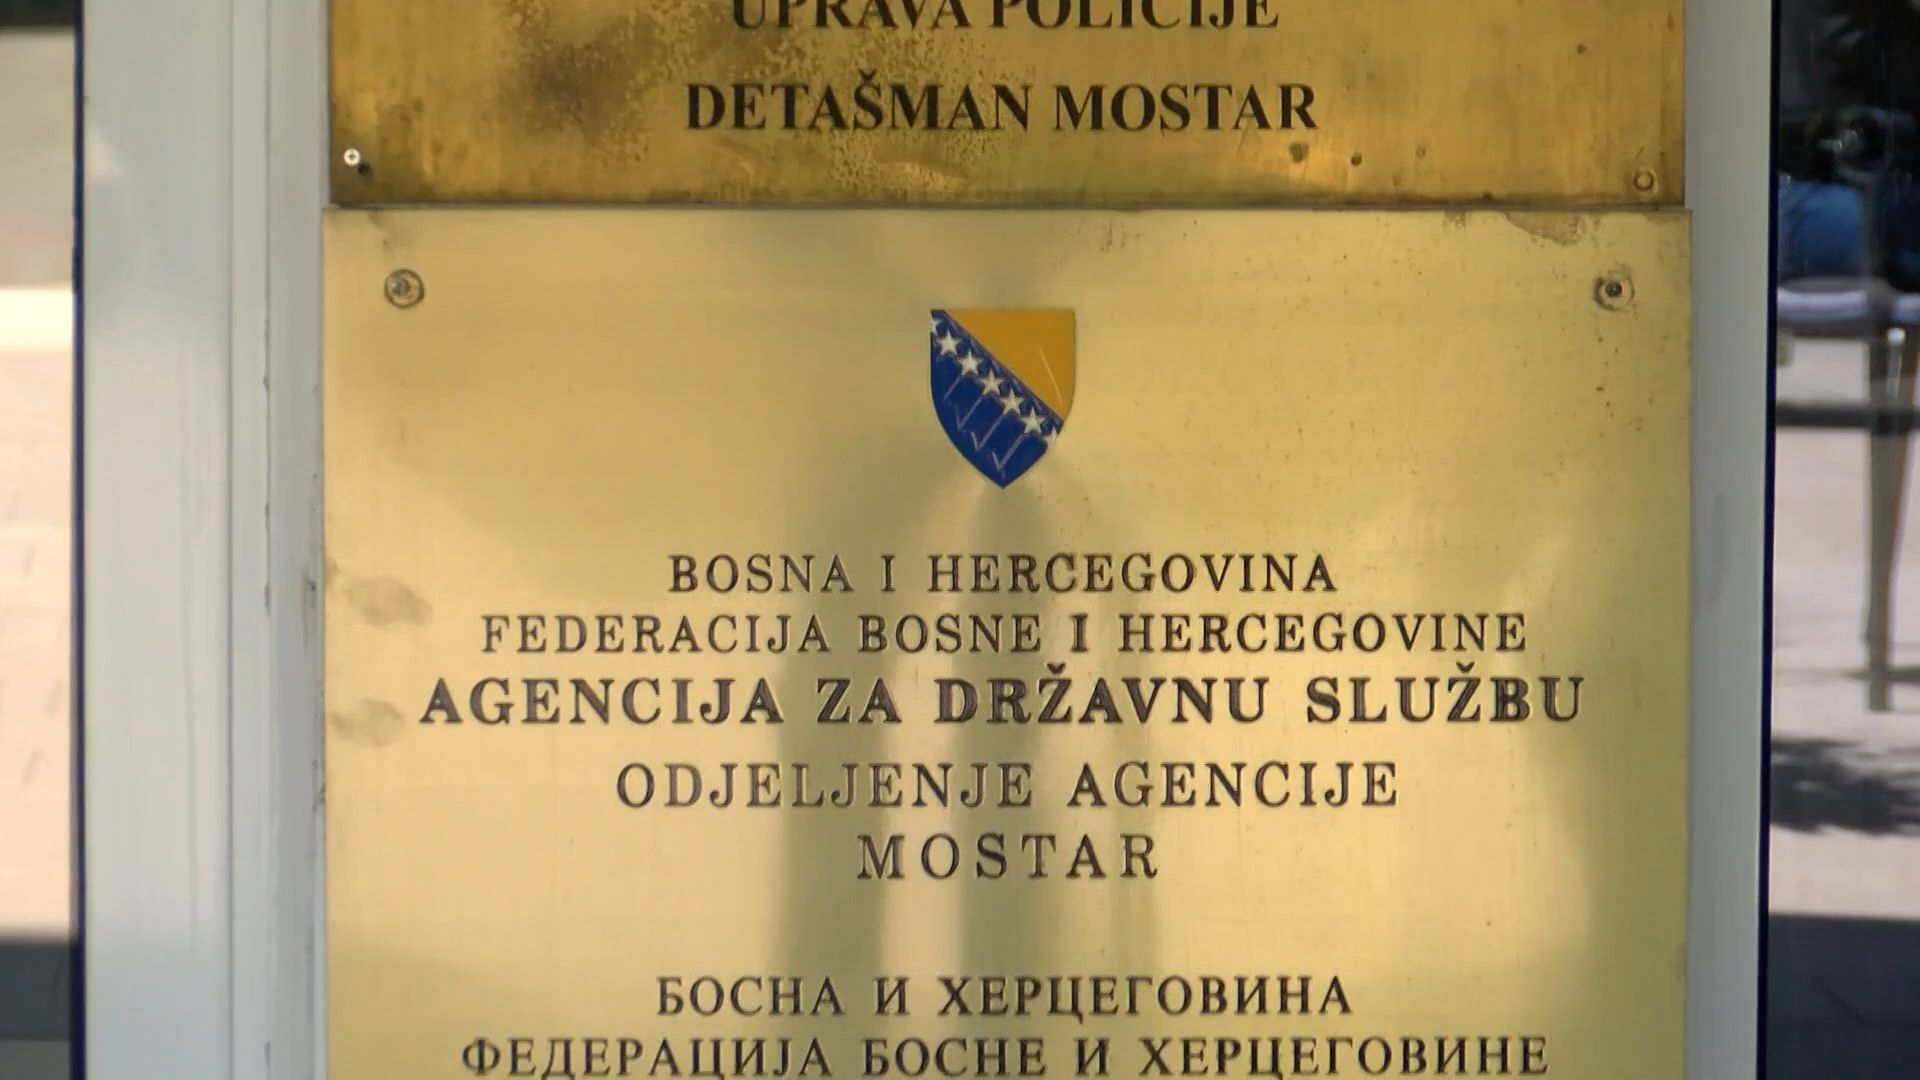 UPRAVA POLICIJE
DETAŠMAN MOSTAR
BOSNA I HERCEGOVINA
FEDERACIJA BOSNE I HERCEGOVINE
AGENCIJA ZA DRŽAVNU SLUŽBU
ODJELJENJE AGENCIJE
MOSTAR
БОСНА И ХЕРЦЕГОВИНА
ФЕДЕРАЦИЈА БОСНЕ И ХЕРЦЕГОВИНЕ